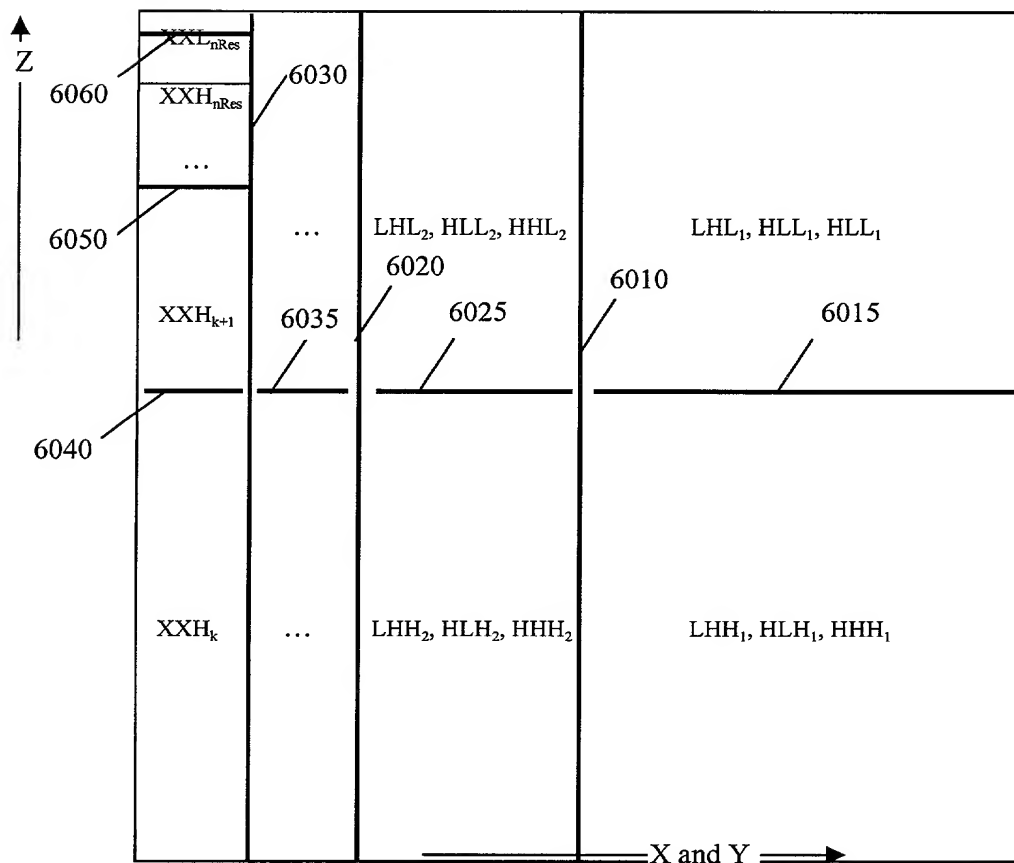 XXL_nRes
Z
6030
6060
XXH_nRes
...
6050
... LHL_2, HLL_2, HHL_2 LHL_1, HLL_1, HLL_1
6020
6010
XXH_k+1
6035 6025 6015
6040
XXH_k ... LHH_2, HLH_2, HHH_2 LHH_1, HLH_1, HHH_1
X and Y